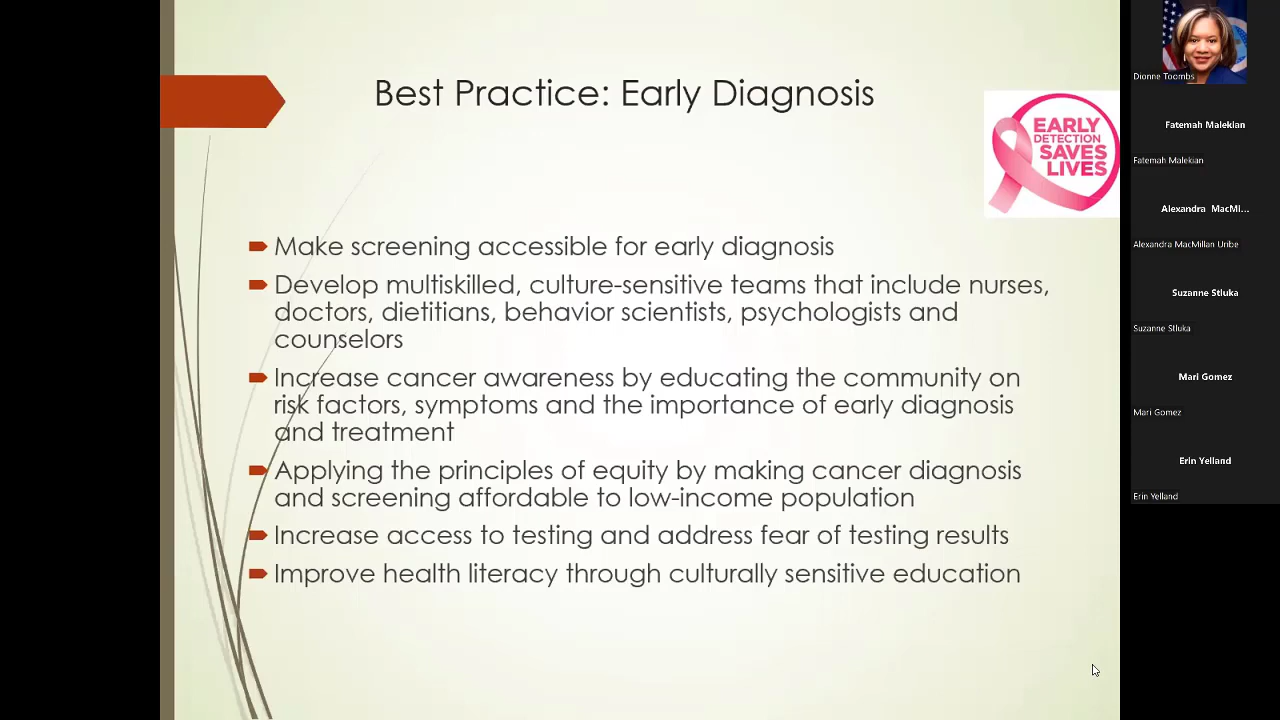 Best Practice: Early Diagnosis
EARLY
DETECTION
SAVES
LIVES
Make screening accessible for early diagnosis
Develop multiskilled, culture-sensitive teams that include nurses,
doctors, dietitians, behavior scientists, psychologists and
counselors
Increase cancer awareness by educating the community on
risk factors, symptoms and the importance of early diagnosis
and treatment
Applying the principles of equity by making cancer diagnosis
and screening affordable to low-income population
Increase access to testing and address fear of testing results
Improve health literacy through culturally sensitive education
Dionne Toombs
Fatemah Malekian
Fatemah Malekian
Alexandra MacMi...
Alexandra MacMillan Uribe
Suzanne Stluka
Suzanne Stluka
Mari Gomez
Mari Gomez
Erin Yelland
Erin Yelland